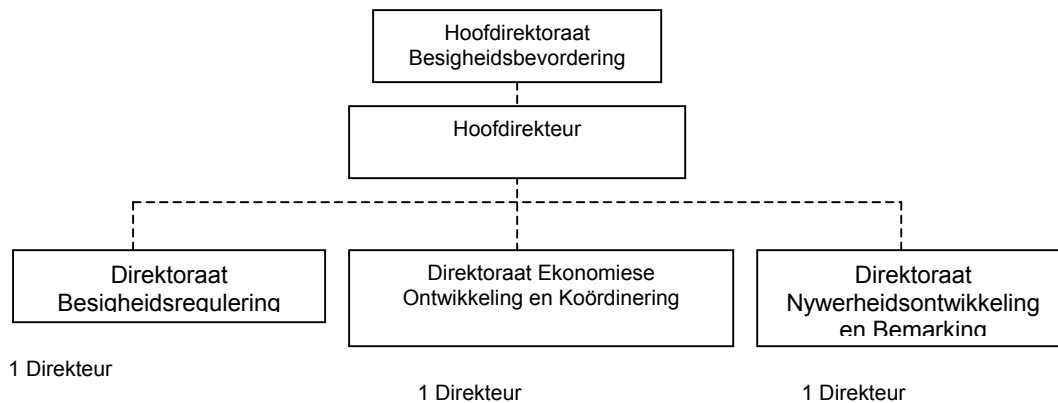 Hoofdirektoraat
Besigheidsbevordering
Hoofdirekteur
Direktoraat
Besigheidsregulering
Direktoraat Ekonomiese
Ontwikkeling en Koördinering
Direktoraat
Nywerheidsontwikkeling
en Bemarking
1 Direkteur
1 Direkteur
1 Direkteur